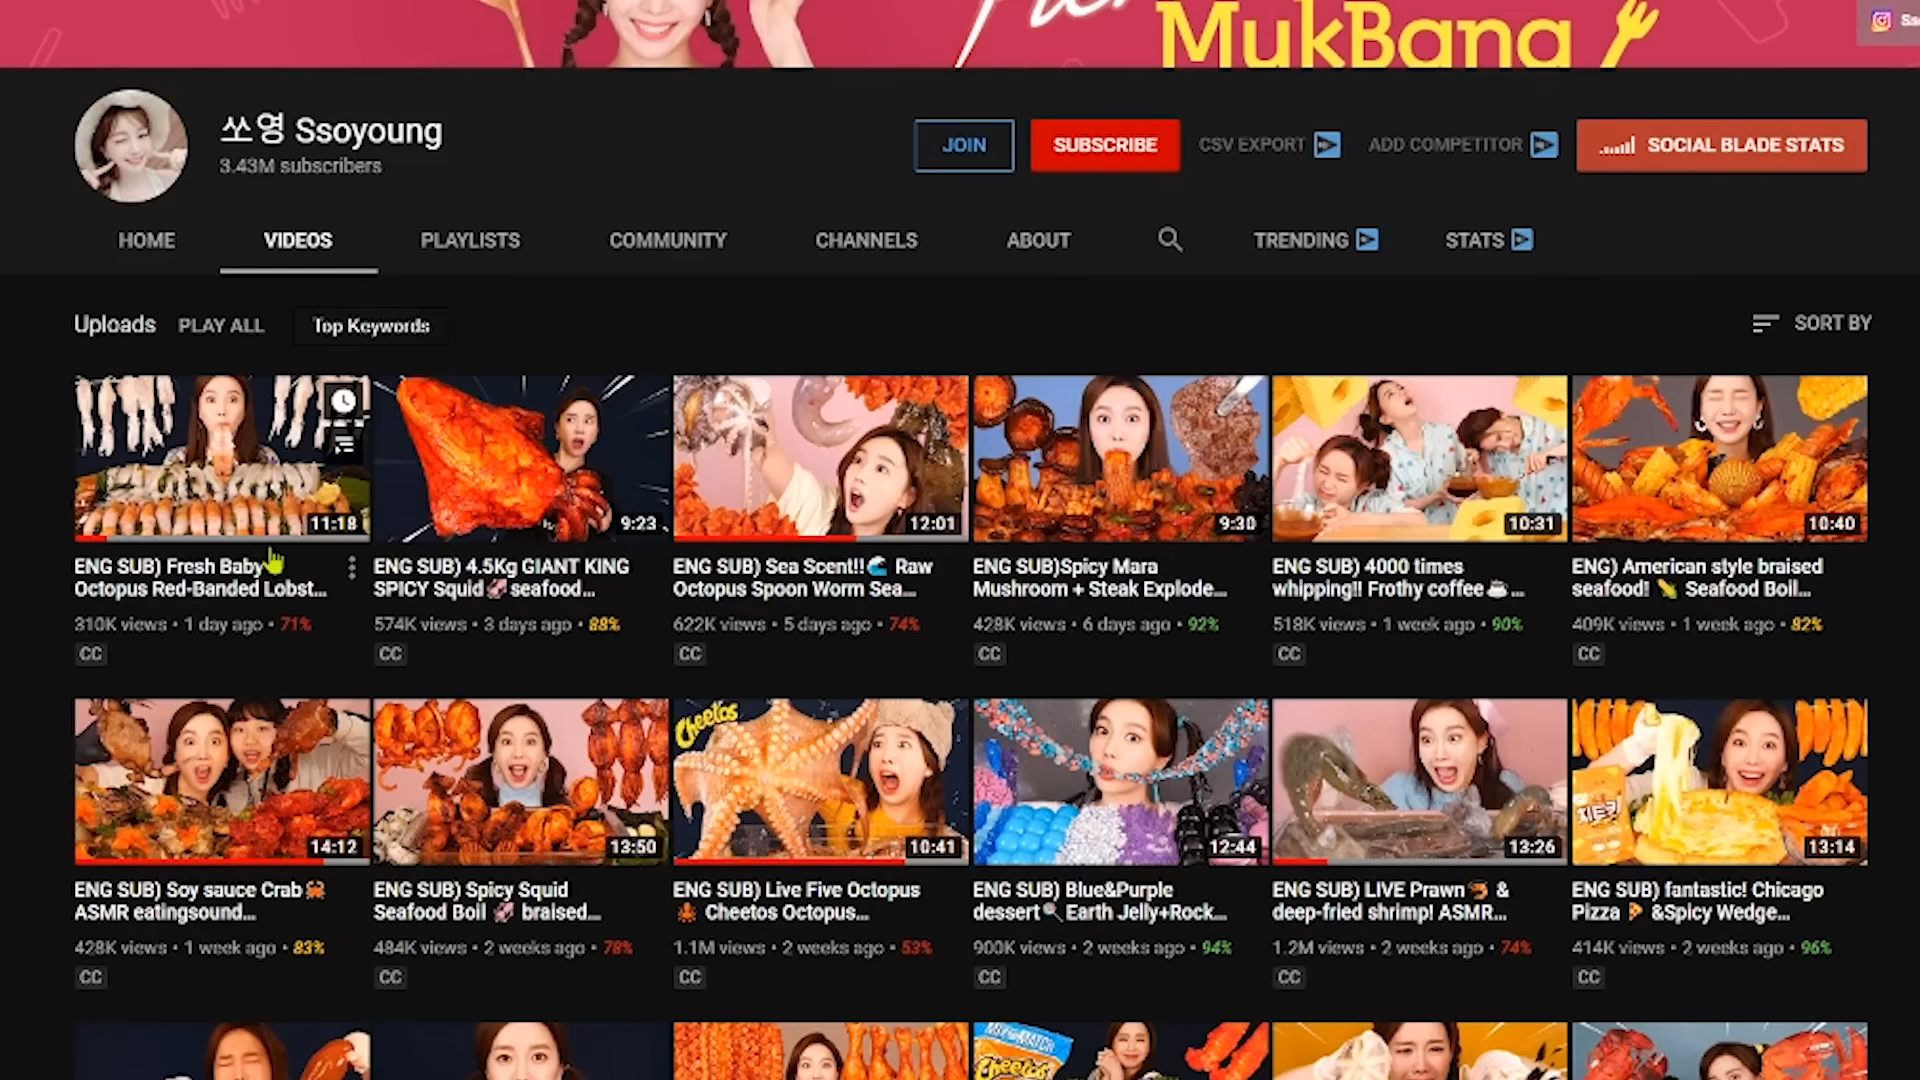 MukBang
쏘영 Ssoyoung
3.43M subscribers
JOIN
SUBSCRIBE
CSV EXPORT
ADD COMPETITOR
SOCIAL BLADE STATS
HOME
VIDEOS
PLAYLISTS
COMMUNITY
CHANNELS
ABOUT
TRENDING
STATS
Uploads
PLAY ALL
Top Keywords
SORT BY
11:18
9:23
12:01
9:30
10:31
10:40
ENG SUB) Fresh Baby
Octopus Red-Banded Lobst...
310K views • 1 day ago • 71%
CC
ENG SUB) 4.5Kg GIANT KING
SPICY Squid🦑 seafood...
574K views • 3 days ago • 88%
CC
ENG SUB) Sea Scent!!🌊 Raw
Octopus Spoon Worm Sea...
622K views • 5 days ago • 74%
CC
ENG SUB)Spicy Mara
Mushroom + Steak Explode...
428K views • 6 days ago • 92%
CC
ENG SUB) 4000 times
whipping!! Frothy coffee☕...
518K views • 1 week ago • 90%
CC
ENG) American style braised
seafood! 🌽 Seafood Boil...
409K views • 1 week ago • 82%
CC
Cheetos
치토스
14:12
13:50
10:41
12:44
13:26
13:14
ENG SUB) Soy sauce Crab🦀
ASMR eatingsound...
428K views • 1 week ago • 83%
CC
ENG SUB) Spicy Squid
Seafood Boil 🦑 braised...
484K views • 2 weeks ago • 78%
CC
ENG SUB) Live Five Octopus
🐙 Cheetos Octopus...
1.1M views • 2 weeks ago • 53%
CC
ENG SUB) Blue&Purple
dessert🍭Earth Jelly+Rock...
900K views • 2 weeks ago • 94%
CC
ENG SUB) LIVE Prawn🦐 &
deep-fried shrimp! ASMR...
1.2M views • 2 weeks ago • 74%
CC
ENG SUB) fantastic! Chicago
Pizza 🍕 &Spicy Wedge...
414K views • 2 weeks ago • 96%
CC
Cheetos